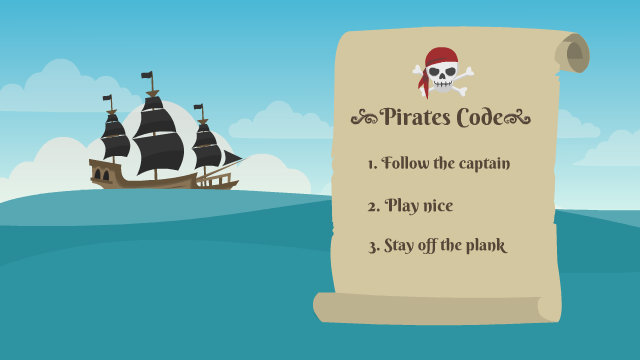 Pirates Code
1. Follow the captain
2. Play nice
3. Stay off the plank